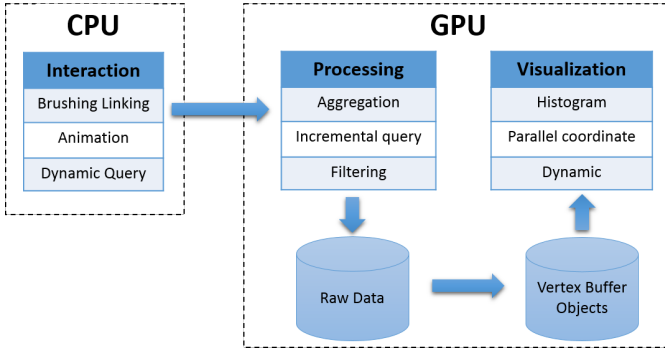 CPU
Interaction
Brushing Linking
Animation
Dynamic Query
GPU
Processing
Aggregation
Incremental query
Filtering
Visualization
Histogram
Parallel coordinate
Dynamic
Raw Data
Vertex Buffer
Objects